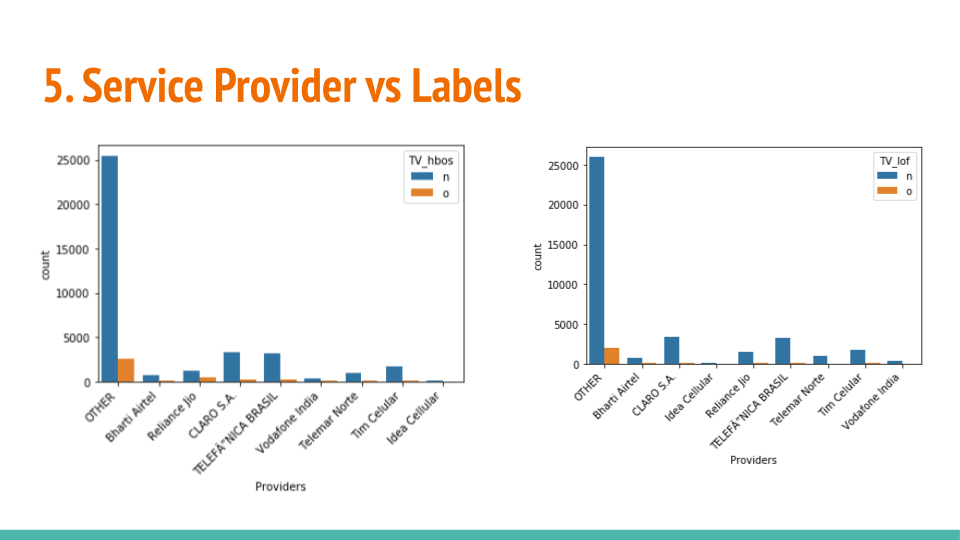 5. Service Provider vs Labels
TV_hbos
n
o
25000
20000
15000
10000
5000
0
count
OTHER
Bharti Airtel
Reliance Jio
CLARO S.A.
TELEFÂ"NICA BRASIL
Vodafone India
Telemar Norte
Tim Celular
Idea Cellular
Providers
TV_lof
n
o
25000
20000
15000
10000
5000
0
count
OTHER
Bharti Airtel
CLARO S.A.
Idea Cellular
Reliance Jio
TELEFÂ"NICA BRASIL
Telemar Norte
Tim Celular
Vodafone India
Providers